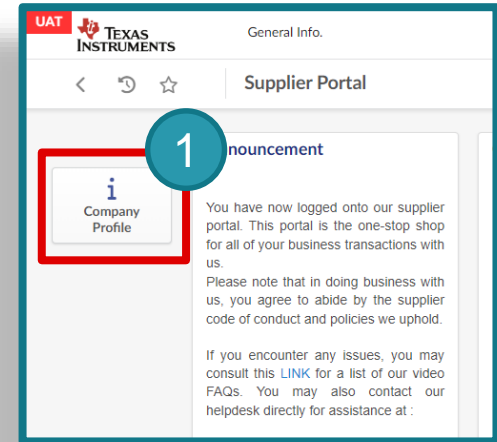 UAT
TEXAS
INSTRUMENTS
General Info.
Supplier Portal
1
nouncement
i
Company
Profile
You have now logged onto our supplier
portal. This portal is the one-stop shop
for all of your business transactions with
us.
Please note that in doing business with
us, you agree to abide by the supplier
code of conduct and policies we uphold.
If you encounter any issues, you may
consult this LINK for a list of our video
FAQs. You may also contact our
helpdesk directly for assistance at :